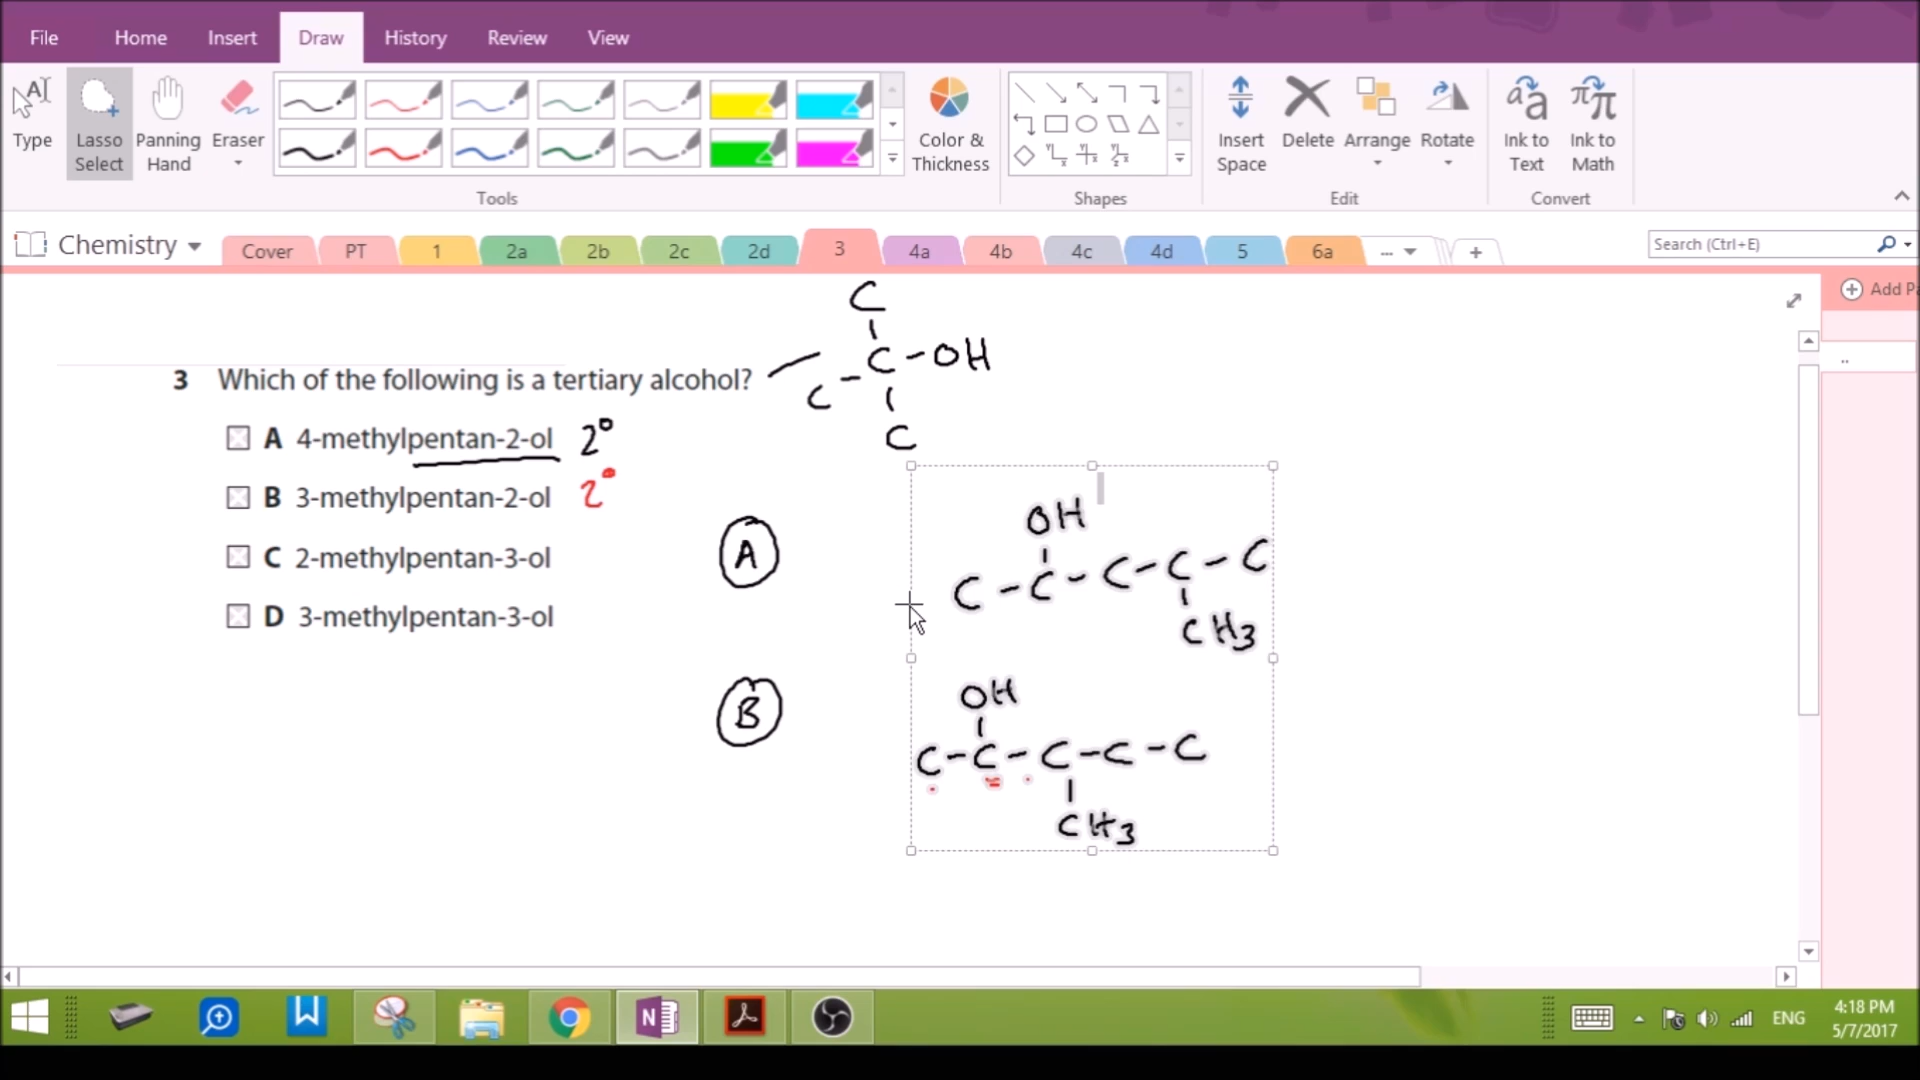 File Home Insert Draw History Review View
Type Lasso Select Panning Hand Eraser Color & Thickness Insert Space Delete Arrange Rotate Ink to Text Ink to Math
Tools Shapes Edit Convert
Chemistry Cover PT 1 2a 2b 2c 2d 3 4a 4b 4c 4d 5 6a ... + Search (Ctrl+E)
Add Pa
..
C
C - C - OH
C
3 Which of the following is a tertiary alcohol?
A 4-methylpentan-2-ol 2°
B 3-methylpentan-2-ol 2°
C 2-methylpentan-3-ol
D 3-methylpentan-3-ol
A
OH
C - C - C - C - C
CH3
B
OH
C - C - C - C - C
CH3
ENG 4:18 PM
5/7/2017